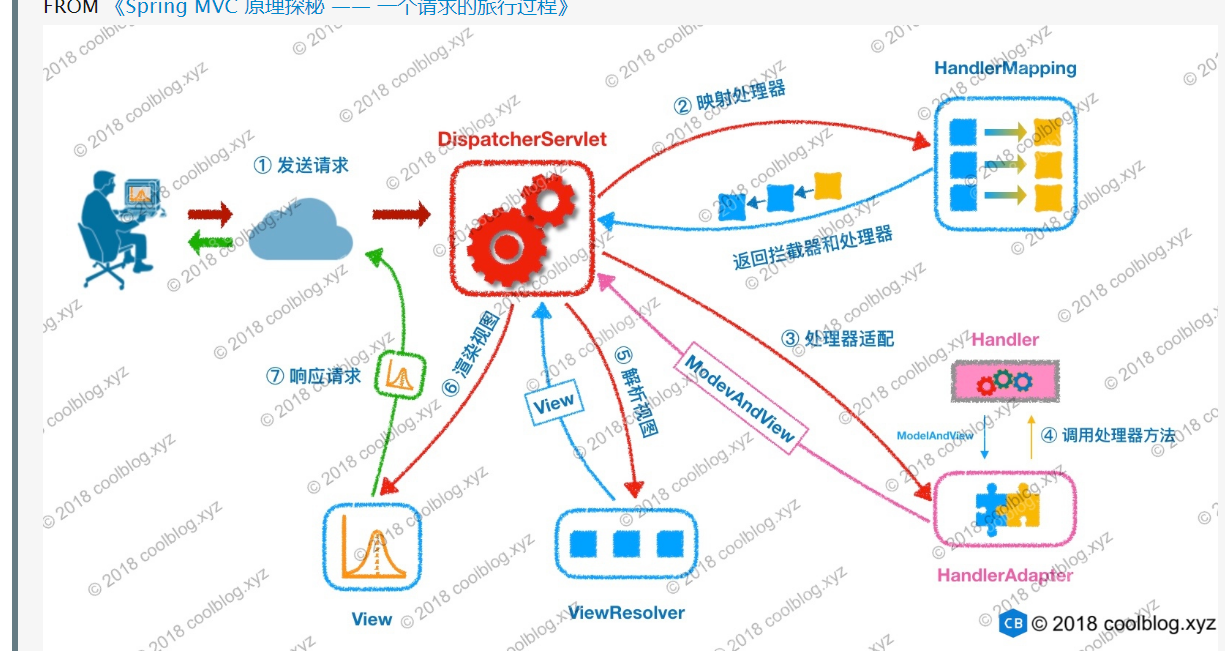 FROM 《Spring MVC 原理探秘 —— 一个请求的旅行过程》
HandlerMapping
② 映射处理器
DispatcherServlet
① 发送请求
返回拦截器和处理器
③ 处理器适配
Handler
⑦ 响应请求
⑥ 渲染视图
View
⑤ 解析视图
ModevAndView
ModelAndView
④ 调用处理器方法
HandlerAdapter
View
ViewResolver
CB © 2018 coolblog.xyz
© 2018 coolblog.xyz